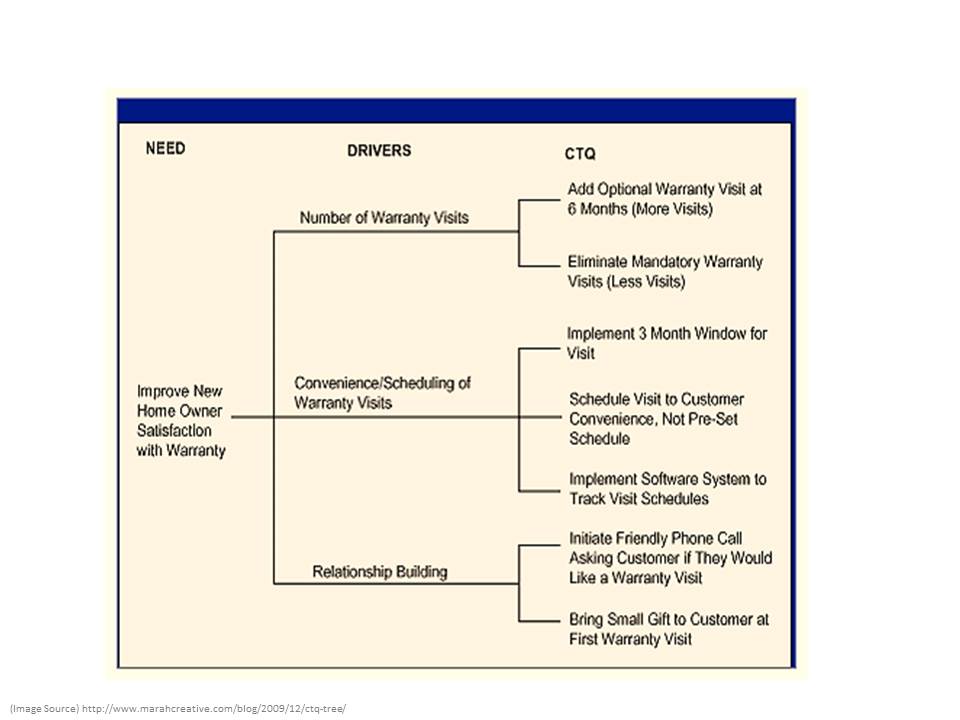 NEED
DRIVERS
CTQ
Number of Warranty Visits
Add Optional Warranty Visit at
6 Months (More Visits)
Eliminate Mandatory Warranty
Visits (Less Visits)
Improve New
Home Owner
Satisfaction
with Warranty
Convenience/Scheduling of
Warranty Visits
Implement 3 Month Window for
Visit
Schedule Visit to Customer
Convenience, Not Pre-Set
Schedule
Implement Software System to
Track Visit Schedules
Relationship Building
Initiate Friendly Phone Call
Asking Customer if They Would
Like a Warranty Visit
Bring Small Gift to Customer at
First Warranty Visit
(Image Source) http://www.marahcreative.com/blog/2009/12/ctq-tree/